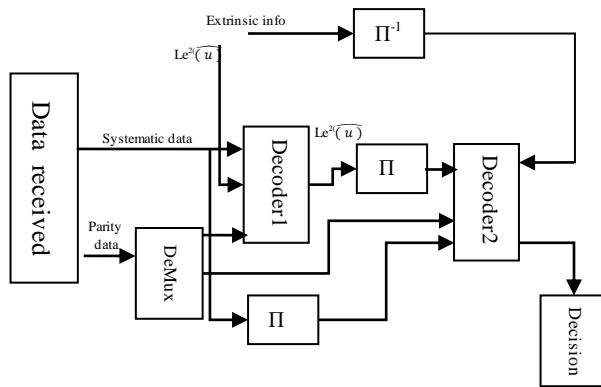 Extrinsic info
Π⁻¹
Le²⁽(u)
Data received
Systematic data
Decoder1
Le²⁽(u)
Π
Decoder2
Parity
data
DeMux
Π
Decision